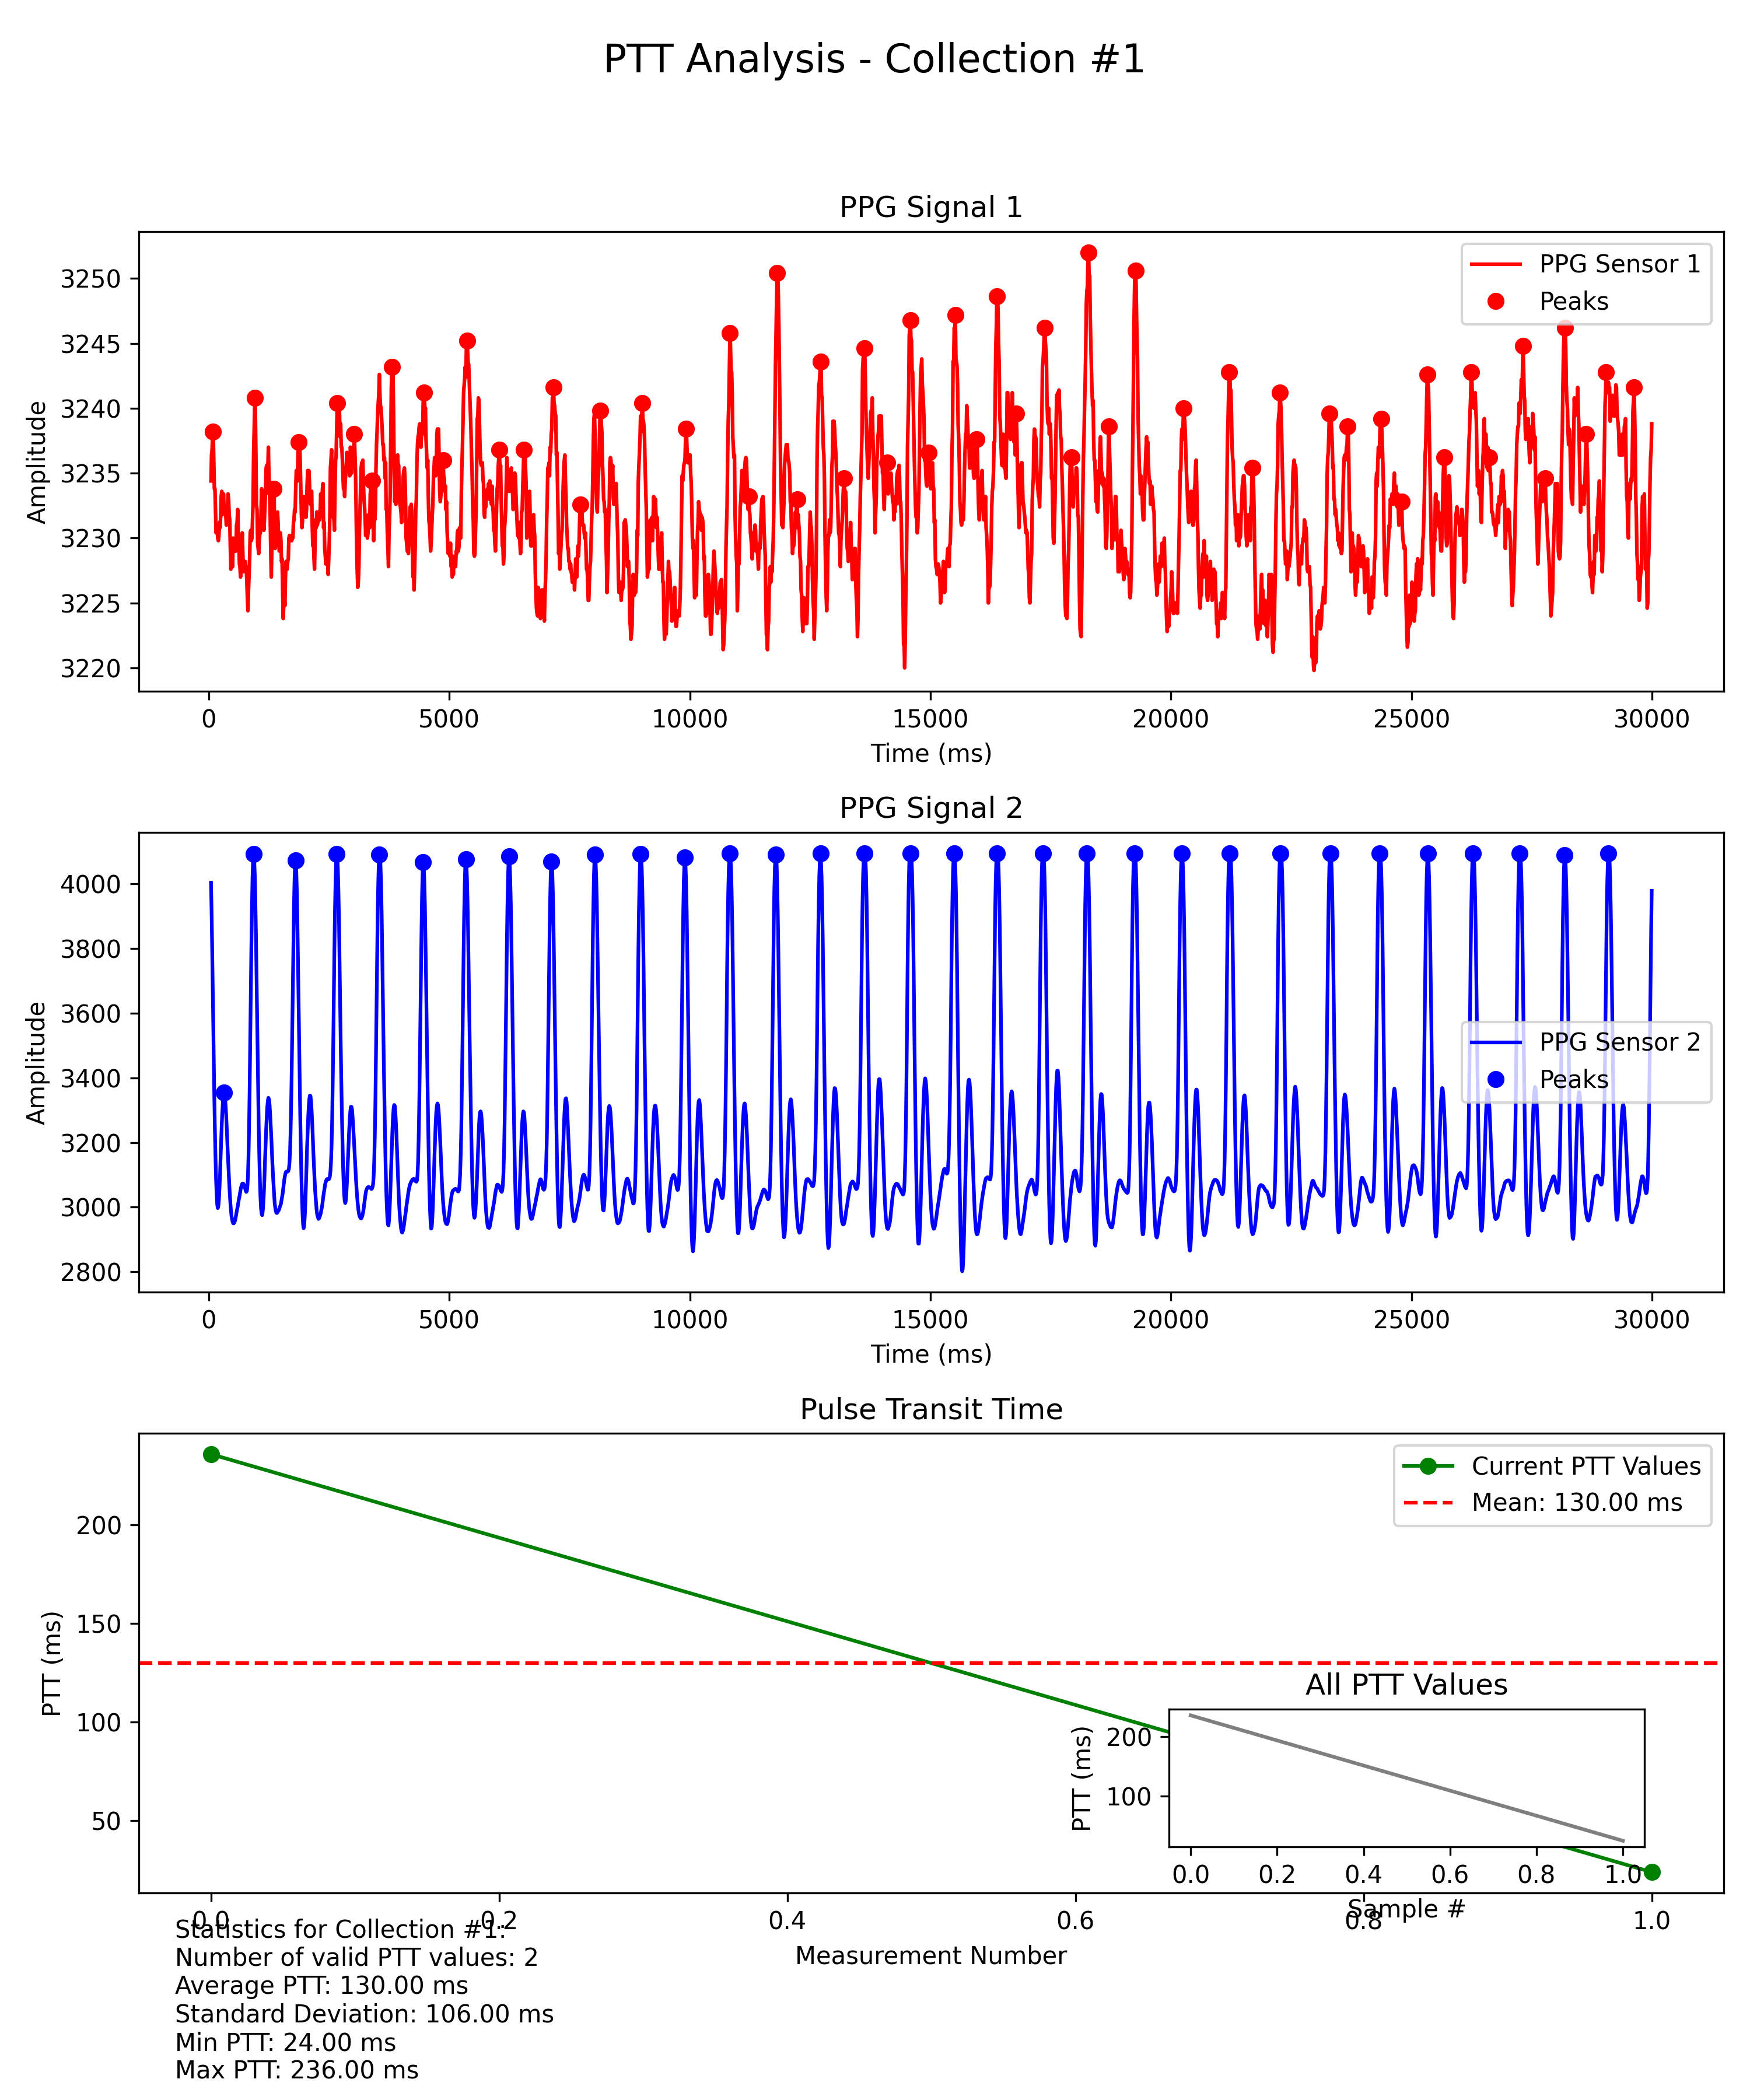 PTT Analysis - Collection #1
PPG Signal 1
Amplitude
3250
3245
3240
3235
3230
3225
3220
PPG Sensor 1
Peaks
0 5000 10000 15000 20000 25000 30000
Time (ms)
PPG Signal 2
Amplitude
4000
3800
3600
3400
3200
3000
2800
PPG Sensor 2
Peaks
0 5000 10000 15000 20000 25000 30000
Time (ms)
Pulse Transit Time
PTT (ms)
200
150
100
50
Current PTT Values
Mean: 130.00 ms
All PTT Values
PTT (ms)
200
100
0.0 0.2 0.4 0.6 0.8 1.0
Sample #
0.0 0.2 0.4 0.6 0.8 1.0
Measurement Number
Statistics for Collection #1:
Number of valid PTT values: 2
Average PTT: 130.00 ms
Standard Deviation: 106.00 ms
Min PTT: 24.00 ms
Max PTT: 236.00 ms